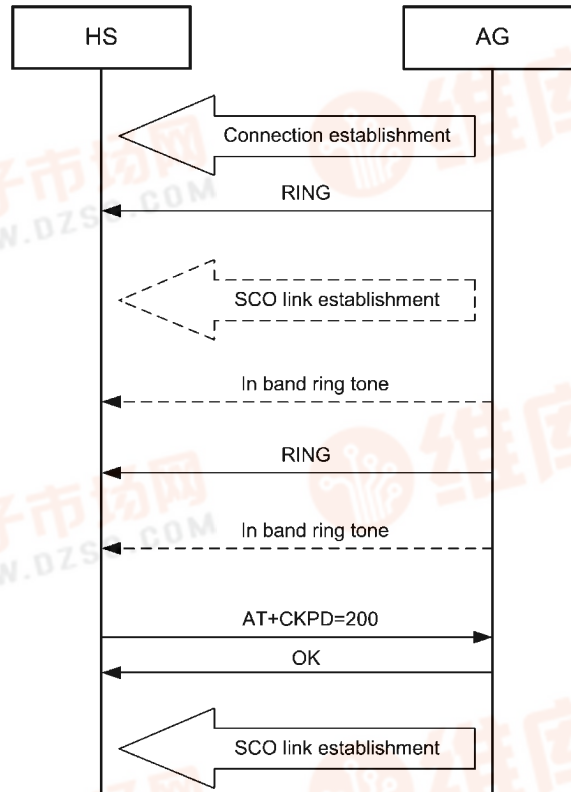 HS
AG
Connection establishment
RING
SCO link establishment
In band ring tone
RING
In band ring tone
AT+CKPD=200
OK
SCO link establishment